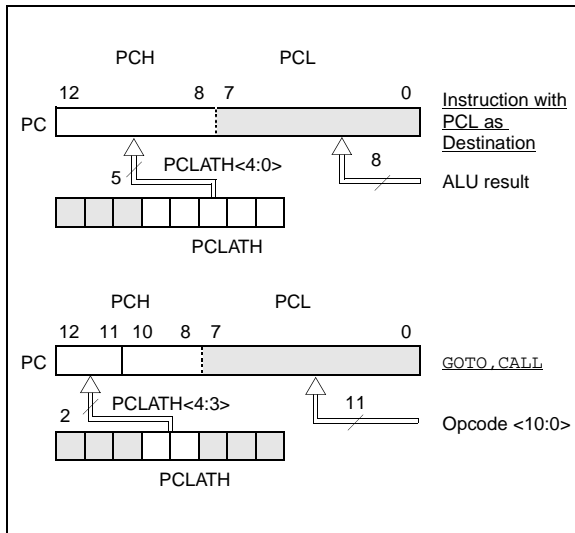 PCH PCL
12 8 7 0
PC
Instruction with
PCL as
Destination
5 PCLATH<4:0>
8
ALU result
PCLATH
PCH PCL
12 11 10 8 7 0
PC
GOTO,CALL
2 PCLATH<4:3>
11
Opcode <10:0>
PCLATH